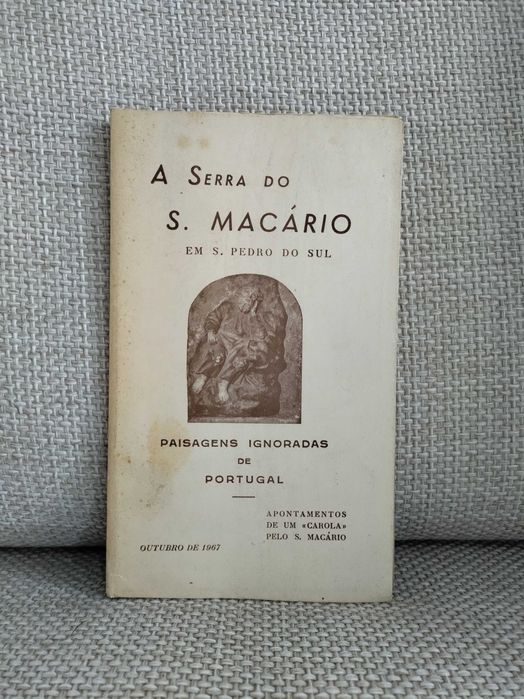 A SERRA DO
S. MACÁRIO
EM S. PEDRO DO SUL
PAISAGENS IGNORADAS
DE
PORTUGAL
APONTAMENTOS
DE UM «CAROLA»
PELO S. MACÁRIO
OUTUBRO DE 1967